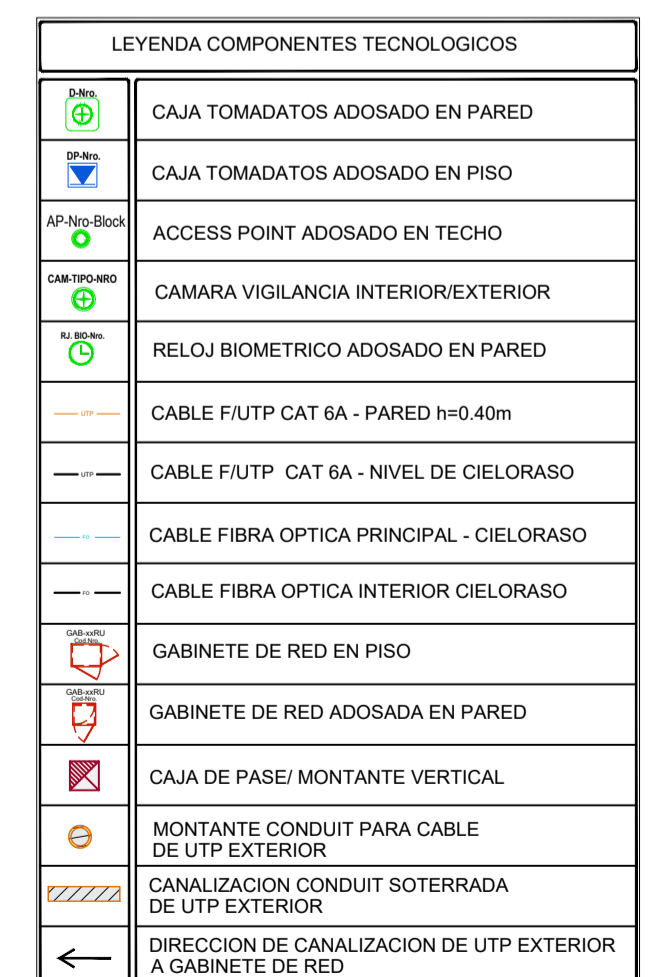 LEYENDA COMPONENTES TECNOLOGICOS
D-Nro.
CAJA TOMADATOS ADOSADO EN PARED
DP-Nro.
CAJA TOMADATOS ADOSADO EN PISO
AP-Nro-Block
ACCESS POINT ADOSADO EN TECHO
CAM-TIPO-NRO
CAMARA VIGILANCIA INTERIOR/EXTERIOR
RJ. BIO-Nro.
RELOJ BIOMETRICO ADOSADO EN PARED
UTP
CABLE F/UTP CAT 6A - PARED h=0.40m
UTP
CABLE F/UTP CAT 6A - NIVEL DE CIELORASO
FO
CABLE FIBRA OPTICA PRINCIPAL - CIELORASO
FO
CABLE FIBRA OPTICA INTERIOR CIELORASO
GAB-xxRU
Cod.Nro.
GABINETE DE RED EN PISO
GAB-xxRU
Cod-Nro.
GABINETE DE RED ADOSADA EN PARED
CAJA DE PASE/ MONTANTE VERTICAL
MONTANTE CONDUIT PARA CABLE
DE UTP EXTERIOR
CANALIZACION CONDUIT SOTERRADA
DE UTP EXTERIOR
DIRECCION DE CANALIZACION DE UTP EXTERIOR
A GABINETE DE RED